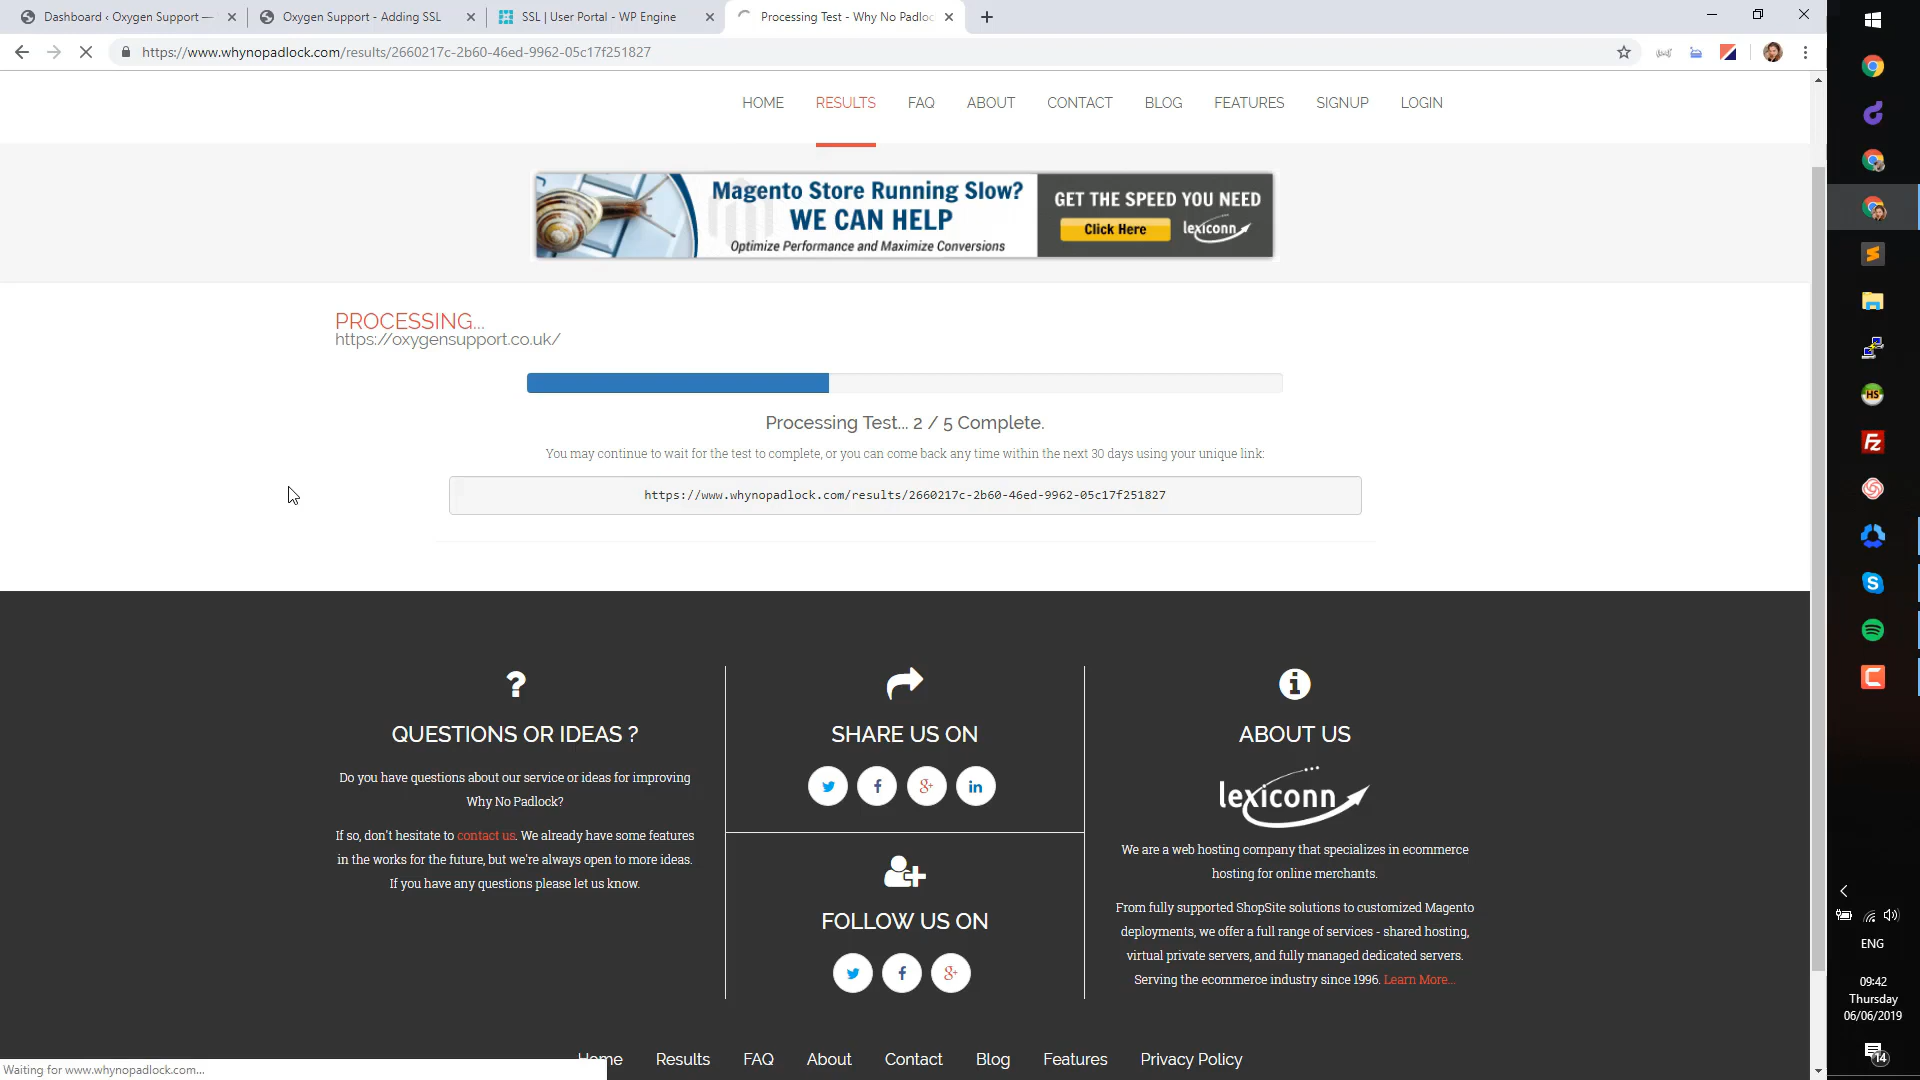 Dashboard ‹ Oxygen Support —
Oxygen Support - Adding SSL
SSL | User Portal - WP Engine
Processing Test - Why No Padloc
https://www.whynopadlock.com/results/2660217c-2b60-46ed-9962-05c17f251827
HOME
RESULTS
FAQ
ABOUT
CONTACT
BLOG
FEATURES
SIGNUP
LOGIN
Magento Store Running Slow?
WE CAN HELP
Optimize Performance and Maximize Conversions
GET THE SPEED YOU NEED
Click Here
lexiconn
PROCESSING...
https://oxygensupport.co.uk/
Processing Test... 2 / 5 Complete.
You may continue to wait for the test to complete, or you can come back any time within the next 30 days using your unique link:
https://www.whynopadlock.com/results/2660217c-2b60-46ed-9962-05c17f251827
QUESTIONS OR IDEAS ?
Do you have questions about our service or ideas for improving
Why No Padlock?
If so, don't hesitate to contact us. We already have some features
in the works for the future, but we're always open to more ideas.
If you have any questions please let us know.
SHARE US ON
FOLLOW US ON
ABOUT US
lexiconn
We are a web hosting company that specializes in ecommerce
hosting for online merchants.
From fully supported ShopSite solutions to customized Magento
deployments, we offer a full range of services - shared hosting,
virtual private servers, and fully managed dedicated servers.
Serving the ecommerce industry since 1996. Learn More...
Home
Results
FAQ
About
Contact
Blog
Features
Privacy Policy
Waiting for www.whynopadlock.com...
HS
ENG
09:42
Thursday
06/06/2019
14